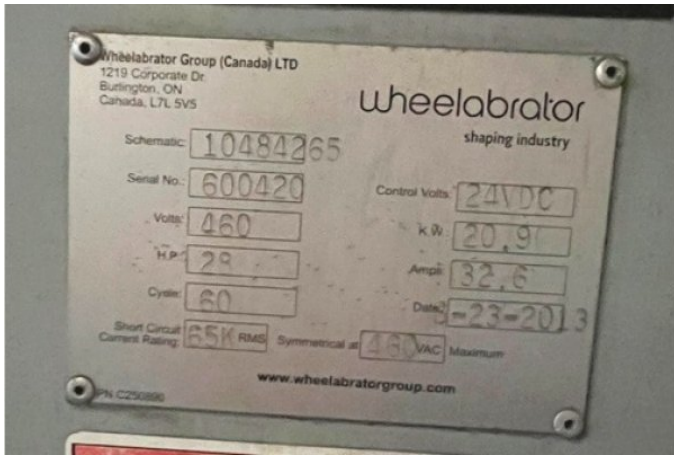 Wheelabrator Group (Canada) LTD
1219 Corporate Dr.
Burlington, ON
Canada, L7L 5V5
wheelabrator
shaping industry
Schematic: 10484265
Serial No.: 600420
Control Volts: 24VDC
Volts: 460
K.W. 20.9
H.P. 28
Amps: 32.6
Cycle: 60
Date: -23-2013
Short Circuit
Current Rating: 65K RMS Symmetrical at 460 VAC Maximum
www.wheelabratorgroup.com
PN C250890